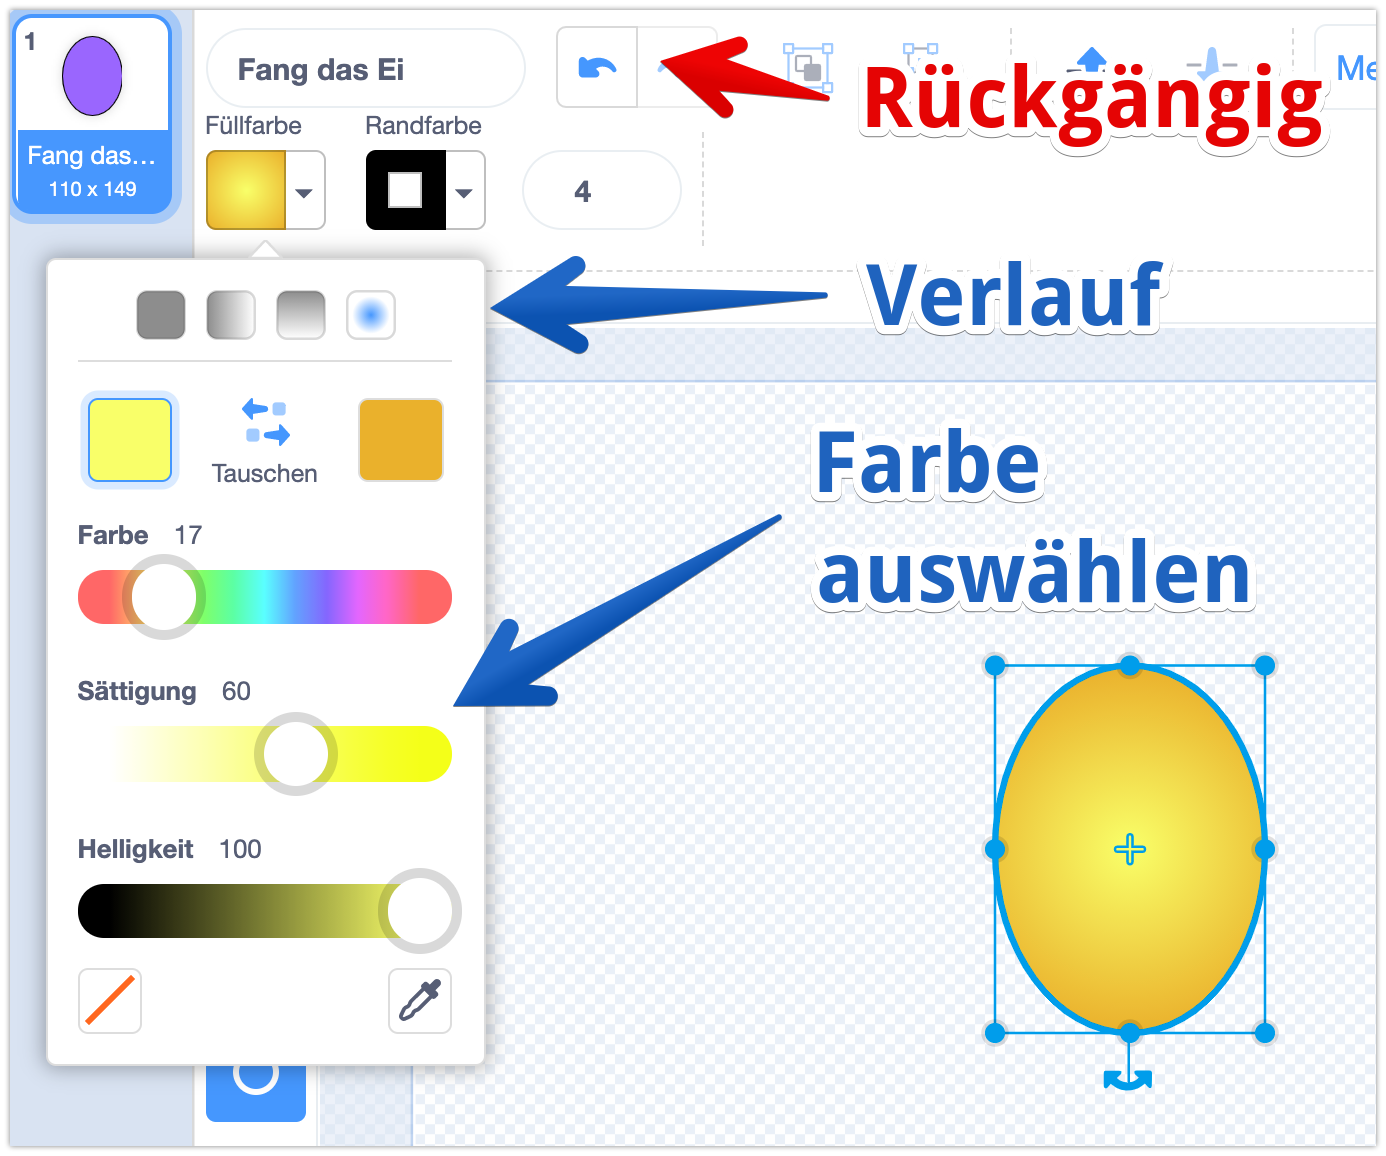 1
Fang das...
110 x 149
Fang das Ei
Rückgängig
Me
Füllfarbe
Randfarbe
4
Verlauf
Tauschen
Farbe
auswählen
Farbe 17
Sättigung 60
Helligkeit 100